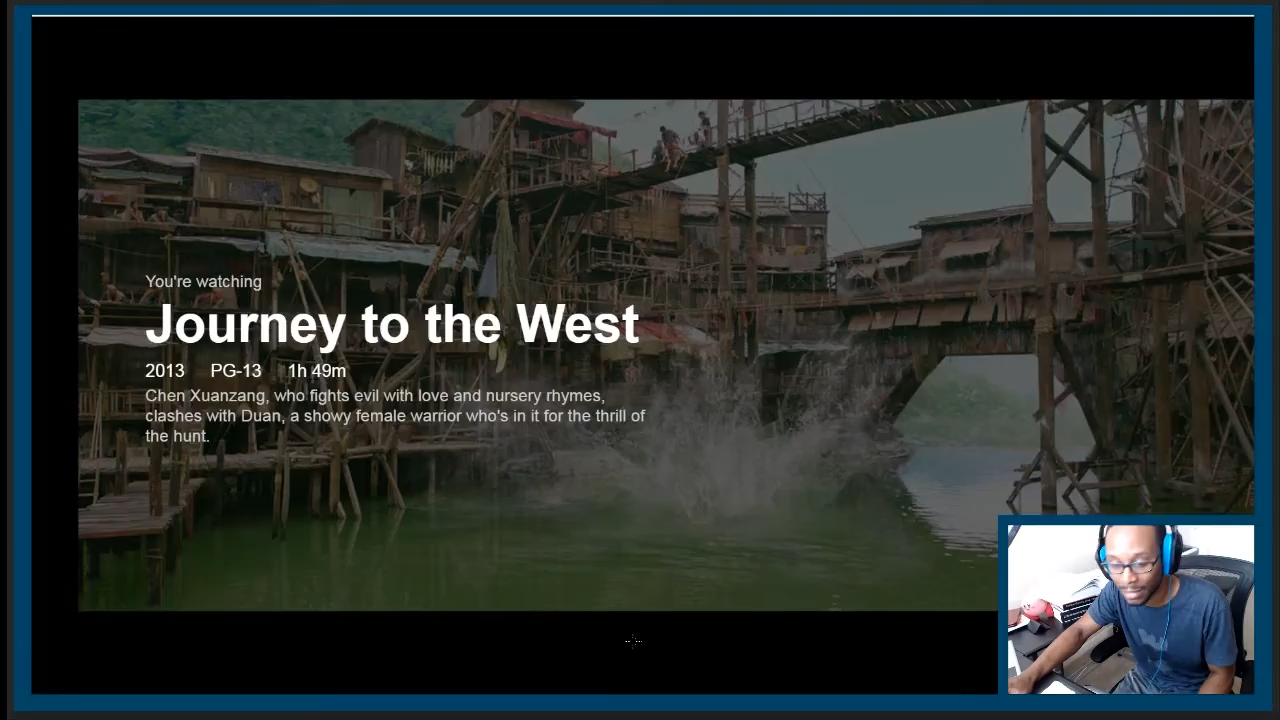 You're watching
Journey to the West
2013 PG-13 1h 49m
Chen Xuanzang, who fights evil with love and nursery rhymes,
clashes with Duan, a showy female warrior who's in it for the thrill of
the hunt.